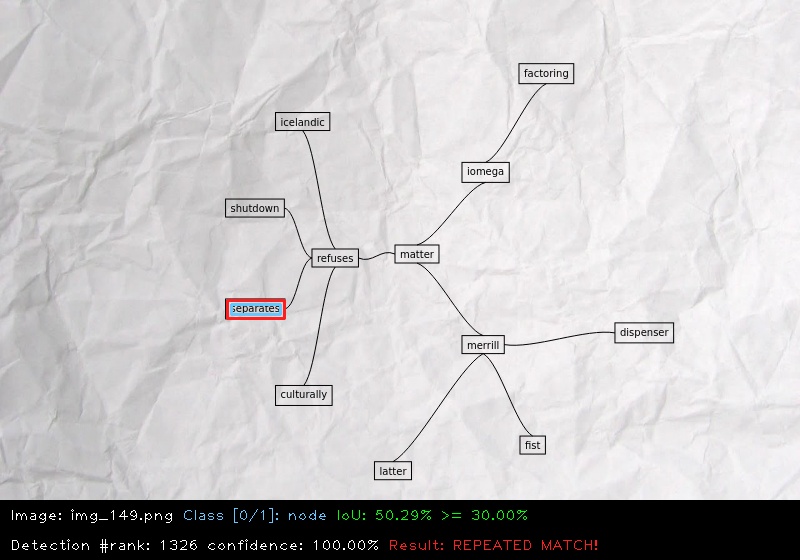 factoring
icelandic
iomega
shutdown
refuses
matter
separates
dispenser
merrill
culturally
fist
latter
Image: img_149.png Class [0/1]: node IoU: 50.29% >= 30.00%
Detection #rank: 1326 confidence: 100.00% Result: REPEATED MATCH!